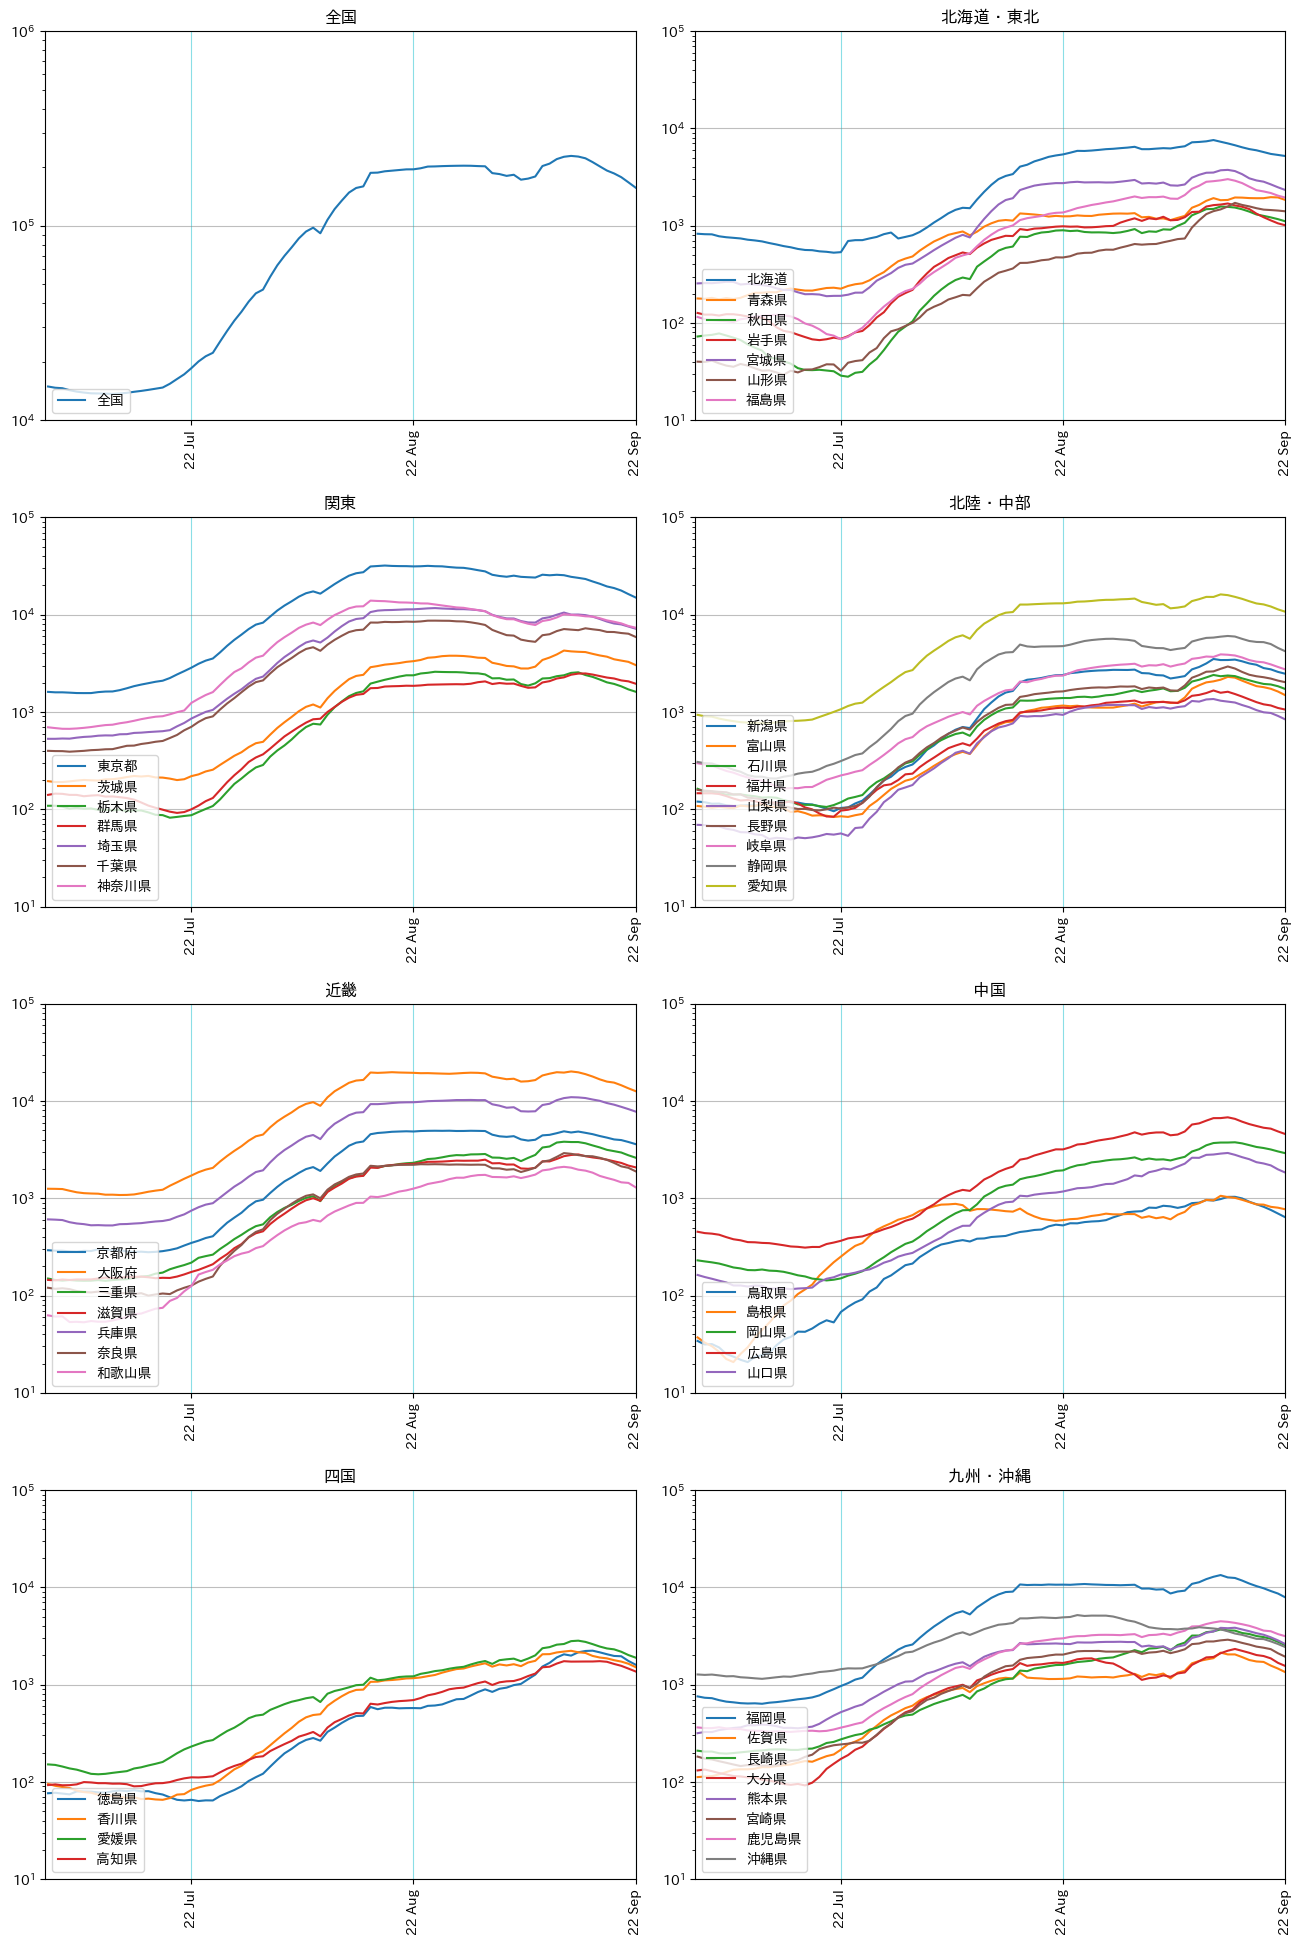 全国
10^6
10^5
10^4
22 Jul
22 Aug
22 Sep
全国
北海道・東北
10^5
10^4
10^3
10^2
10^1
22 Jul
22 Aug
22 Sep
北海道
青森県
秋田県
岩手県
宮城県
山形県
福島県
関東
10^5
10^4
10^3
10^2
10^1
22 Jul
22 Aug
22 Sep
東京都
茨城県
栃木県
群馬県
埼玉県
千葉県
神奈川県
北陸・中部
10^5
10^4
10^3
10^2
10^1
22 Jul
22 Aug
22 Sep
新潟県
富山県
石川県
福井県
山梨県
長野県
岐阜県
静岡県
愛知県
近畿
10^5
10^4
10^3
10^2
10^1
22 Jul
22 Aug
22 Sep
京都府
大阪府
三重県
滋賀県
兵庫県
奈良県
和歌山県
中国
10^5
10^4
10^3
10^2
10^1
22 Jul
22 Aug
22 Sep
鳥取県
島根県
岡山県
広島県
山口県
四国
10^5
10^4
10^3
10^2
10^1
22 Jul
22 Aug
22 Sep
徳島県
香川県
愛媛県
高知県
九州・沖縄
10^5
10^4
10^3
10^2
10^1
22 Jul
22 Aug
22 Sep
福岡県
佐賀県
長崎県
大分県
熊本県
宮崎県
鹿児島県
沖縄県